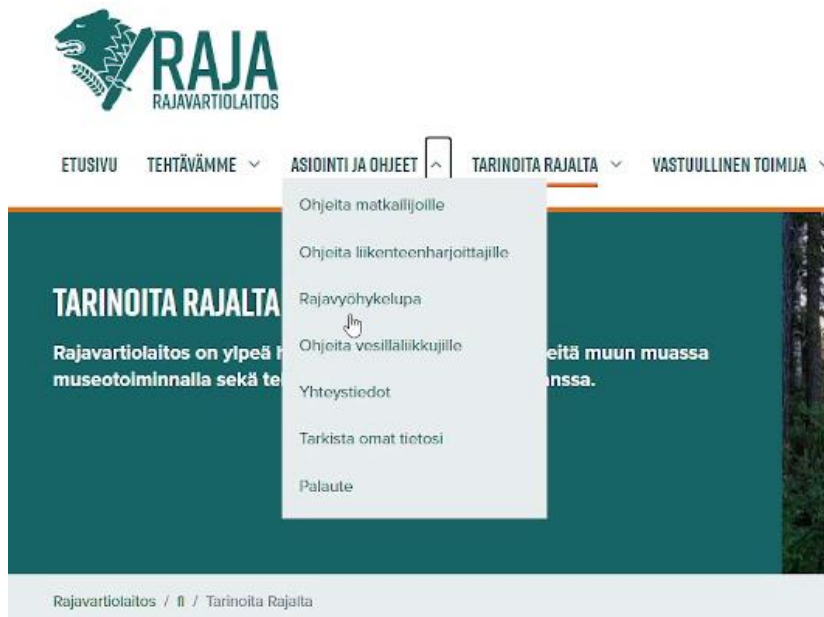 RAJA
RAJAVARTIOLAITOS
ETUSIVU TEHTÄVÄMME ASIOINTI JA OHJEET TARINOITA RAJALTA VASTUULLINEN TOIMIJA
Ohjeita matkailijoille
Ohjeita liikenteenharjoittajille
Rajavyöhykelupa
Ohjeita vesilläliikkujille
Yhteystiedot
Tarkista omat tietosi
Palaute
TARINOITA RAJALTA
Rajavartiolaitos on ylpeä eitä muun muassa
museotoiminnalla sekä anssa.
Rajavartiolaitos / fi / Tarinoita Rajalta